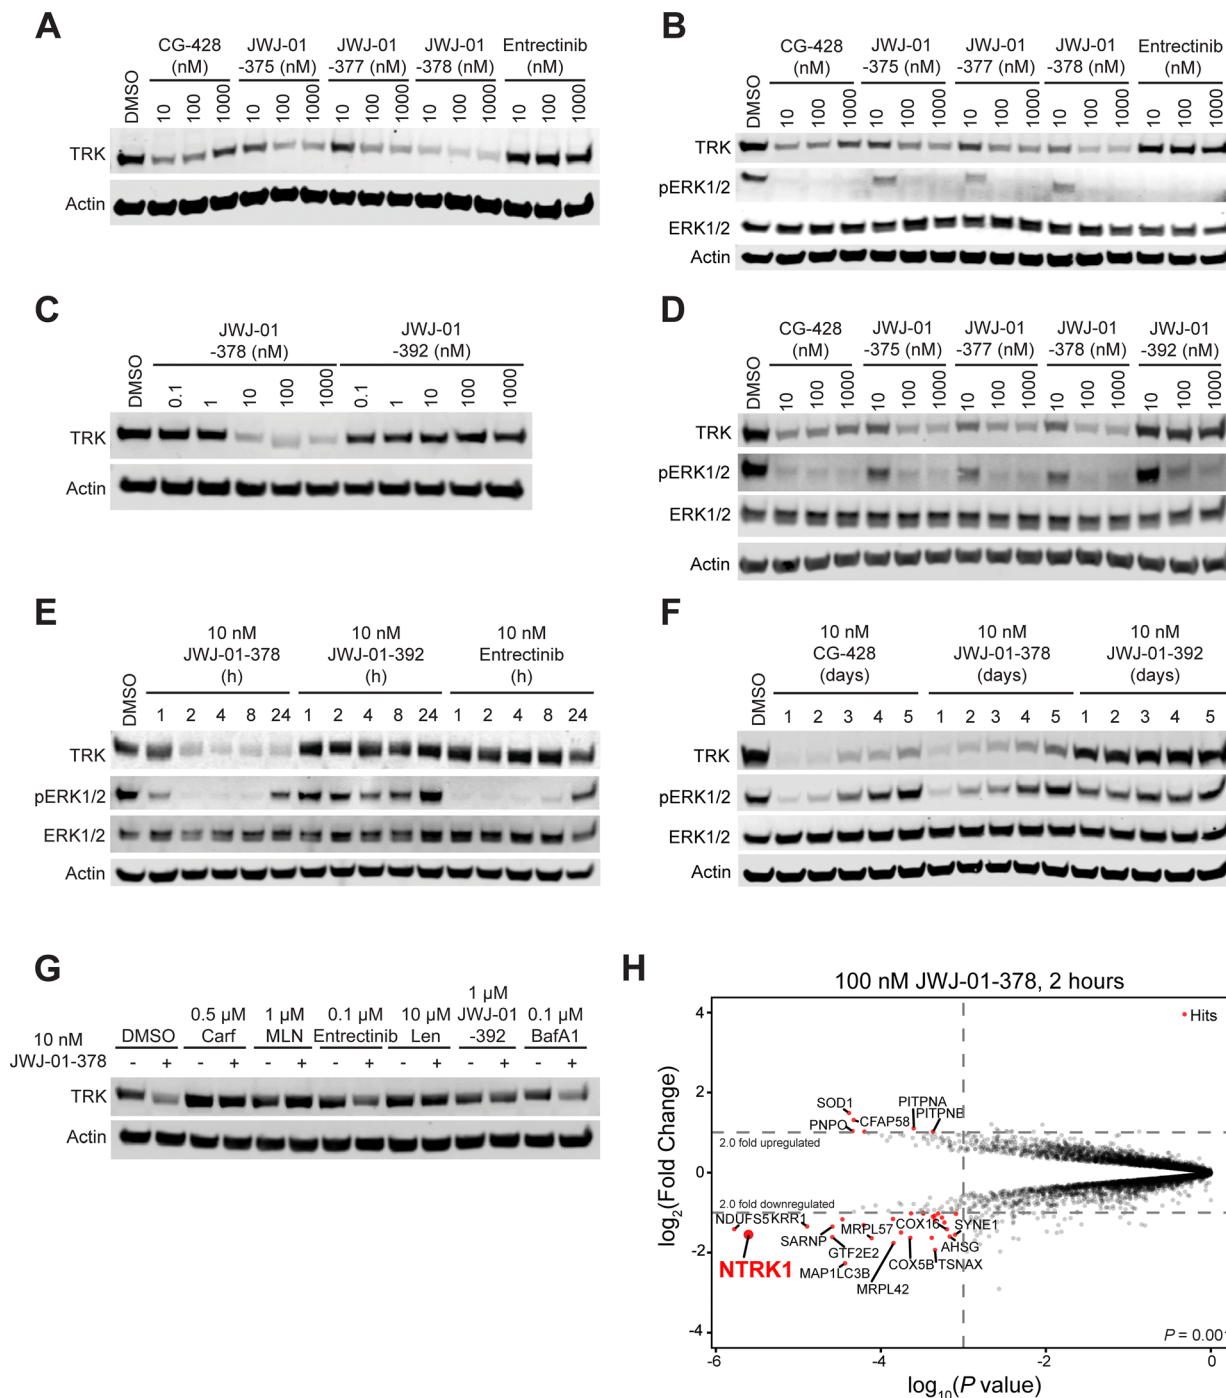 A
CG-428 JWJ-01 JWJ-01 JWJ-01 Entrectinib
(nM) -375 (nM) -377 (nM) -378 (nM) (nM)
DMSO 10 100 1000 10 100 1000 10 100 1000 10 100 1000 10 100 1000
TRK
Actin
B
CG-428 JWJ-01 JWJ-01 JWJ-01 Entrectinib
(nM) -375 (nM) -377 (nM) -378 (nM) (nM)
DMSO 10 100 1000 10 100 1000 10 100 1000 10 100 1000 10 100 1000
TRK
pERK1/2
ERK1/2
Actin
C
JWJ-01 JWJ-01
-378 (nM) -392 (nM)
DMSO 0.1 1 10 100 1000 0.1 1 10 100 1000
TRK
Actin
D
CG-428 JWJ-01 JWJ-01 JWJ-01 JWJ-01
(nM) -375 (nM) -377 (nM) -378 (nM) -392 (nM)
DMSO 10 100 1000 10 100 1000 10 100 1000 10 100 1000 10 100 1000
TRK
pERK1/2
ERK1/2
Actin
E
10 nM 10 nM 10 nM
JWJ-01-378 JWJ-01-392 Entrectinib
(h) (h) (h)
DMSO 1 2 4 8 24 1 2 4 8 24 1 2 4 8 24
TRK
pERK1/2
ERK1/2
Actin
F
10 nM 10 nM 10 nM
CG-428 JWJ-01-378 JWJ-01-392
(days) (days) (days)
DMSO 1 2 3 4 5 1 2 3 4 5 1 2 3 4 5
TRK
pERK1/2
ERK1/2
Actin
G
1 µM
0.5 µM 1 µM 0.1 µM 10 µM JWJ-01 0.1 µM
10 nM DMSO Carf MLN Entrectinib Len -392 BafA1
JWJ-01-378 - + - + - + - + - + - + - +
TRK
Actin
H
100 nM JWJ-01-378, 2 hours
4
Hits
2
SOD1 PITPNA
PNPO CFAP58 PITPNB
2.0 fold upregulated
0
2.0 fold downregulated
NDUFS5 KRR1 MRPL57 COX16 SYNE1
SARNP AHSG
GTF2E2
NTRK1 MAP1LC3B COX5B TSNAX
-2
MRPL42
-4
P = 0.001
-6 -4 -2 0
log2(Fold Change)
log10(P value)